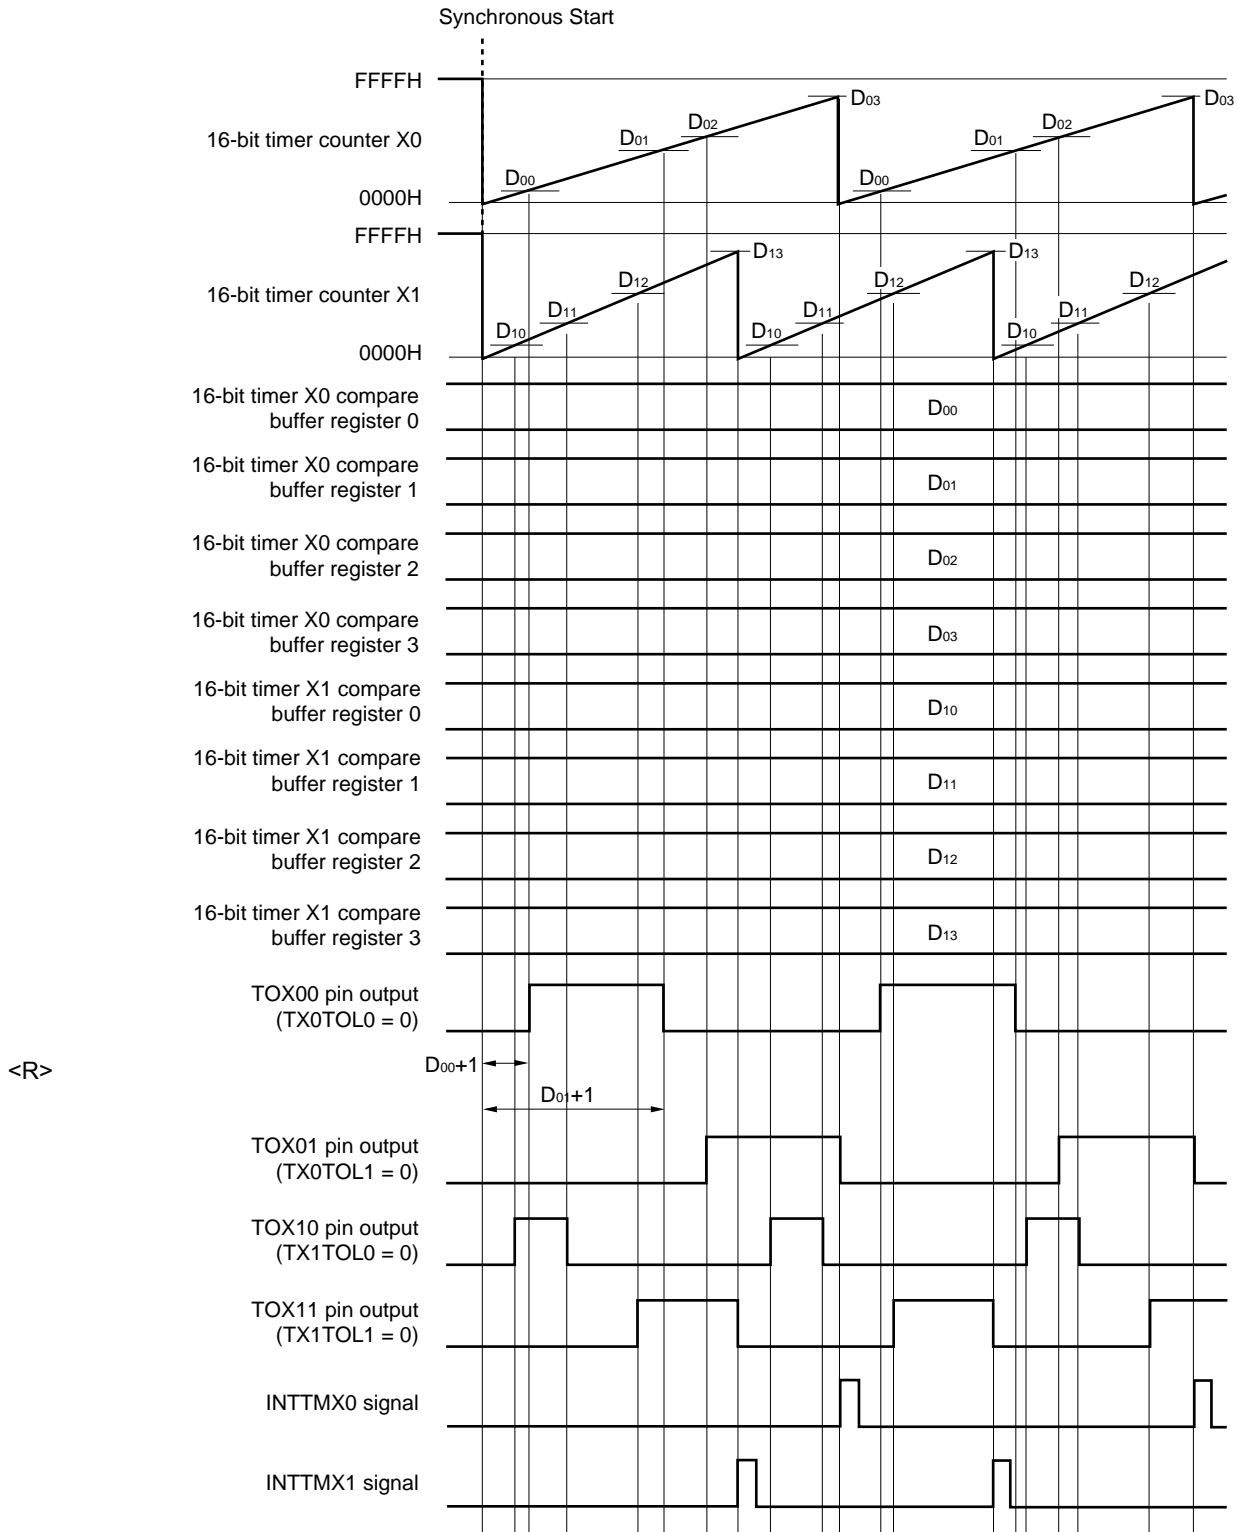 Synchronous Start
FFFFH
D03 D03
D02 D02
16-bit timer counter X0
D01 D01
D00 D00
0000H
FFFFH
D13 D13
D12 D12 D12
16-bit timer counter X1
D11 D11 D11
D10 D10 D10
0000H
16-bit timer X0 compare
buffer register 0
D00
16-bit timer X0 compare
buffer register 1
D01
16-bit timer X0 compare
buffer register 2
D02
16-bit timer X0 compare
buffer register 3
D03
16-bit timer X1 compare
buffer register 0
D10
16-bit timer X1 compare
buffer register 1
D11
16-bit timer X1 compare
buffer register 2
D12
16-bit timer X1 compare
buffer register 3
D13
TOX00 pin output
(TX0TOL0 = 0)
<R>
D00+1
D01+1
TOX01 pin output
(TX0TOL1 = 0)
TOX10 pin output
(TX1TOL0 = 0)
TOX11 pin output
(TX1TOL1 = 0)
INTTMX0 signal
INTTMX1 signal